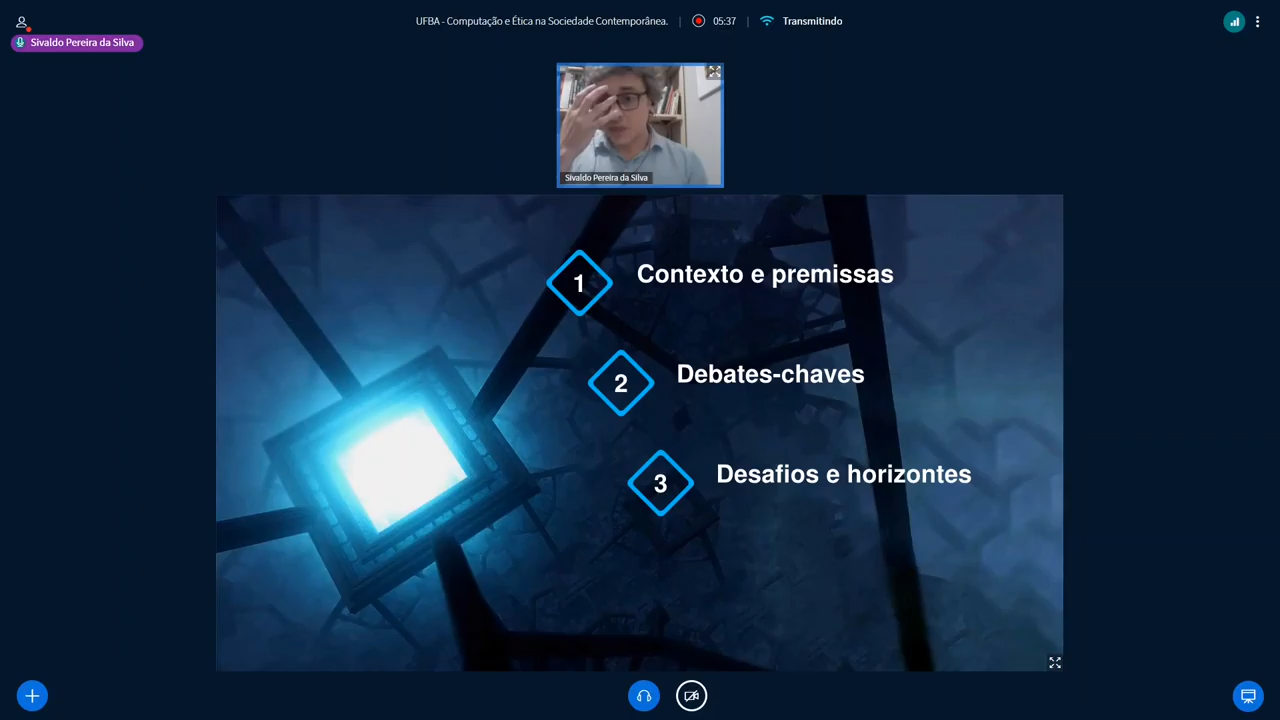 UFBA - Computação e Ética na Sociedade Contemporânea.
05:37
Transmitindo
Sivaldo Pereira da Silva
Sivaldo Pereira da Silva
1 Contexto e premissas
2 Debates-chaves
3 Desafios e horizontes